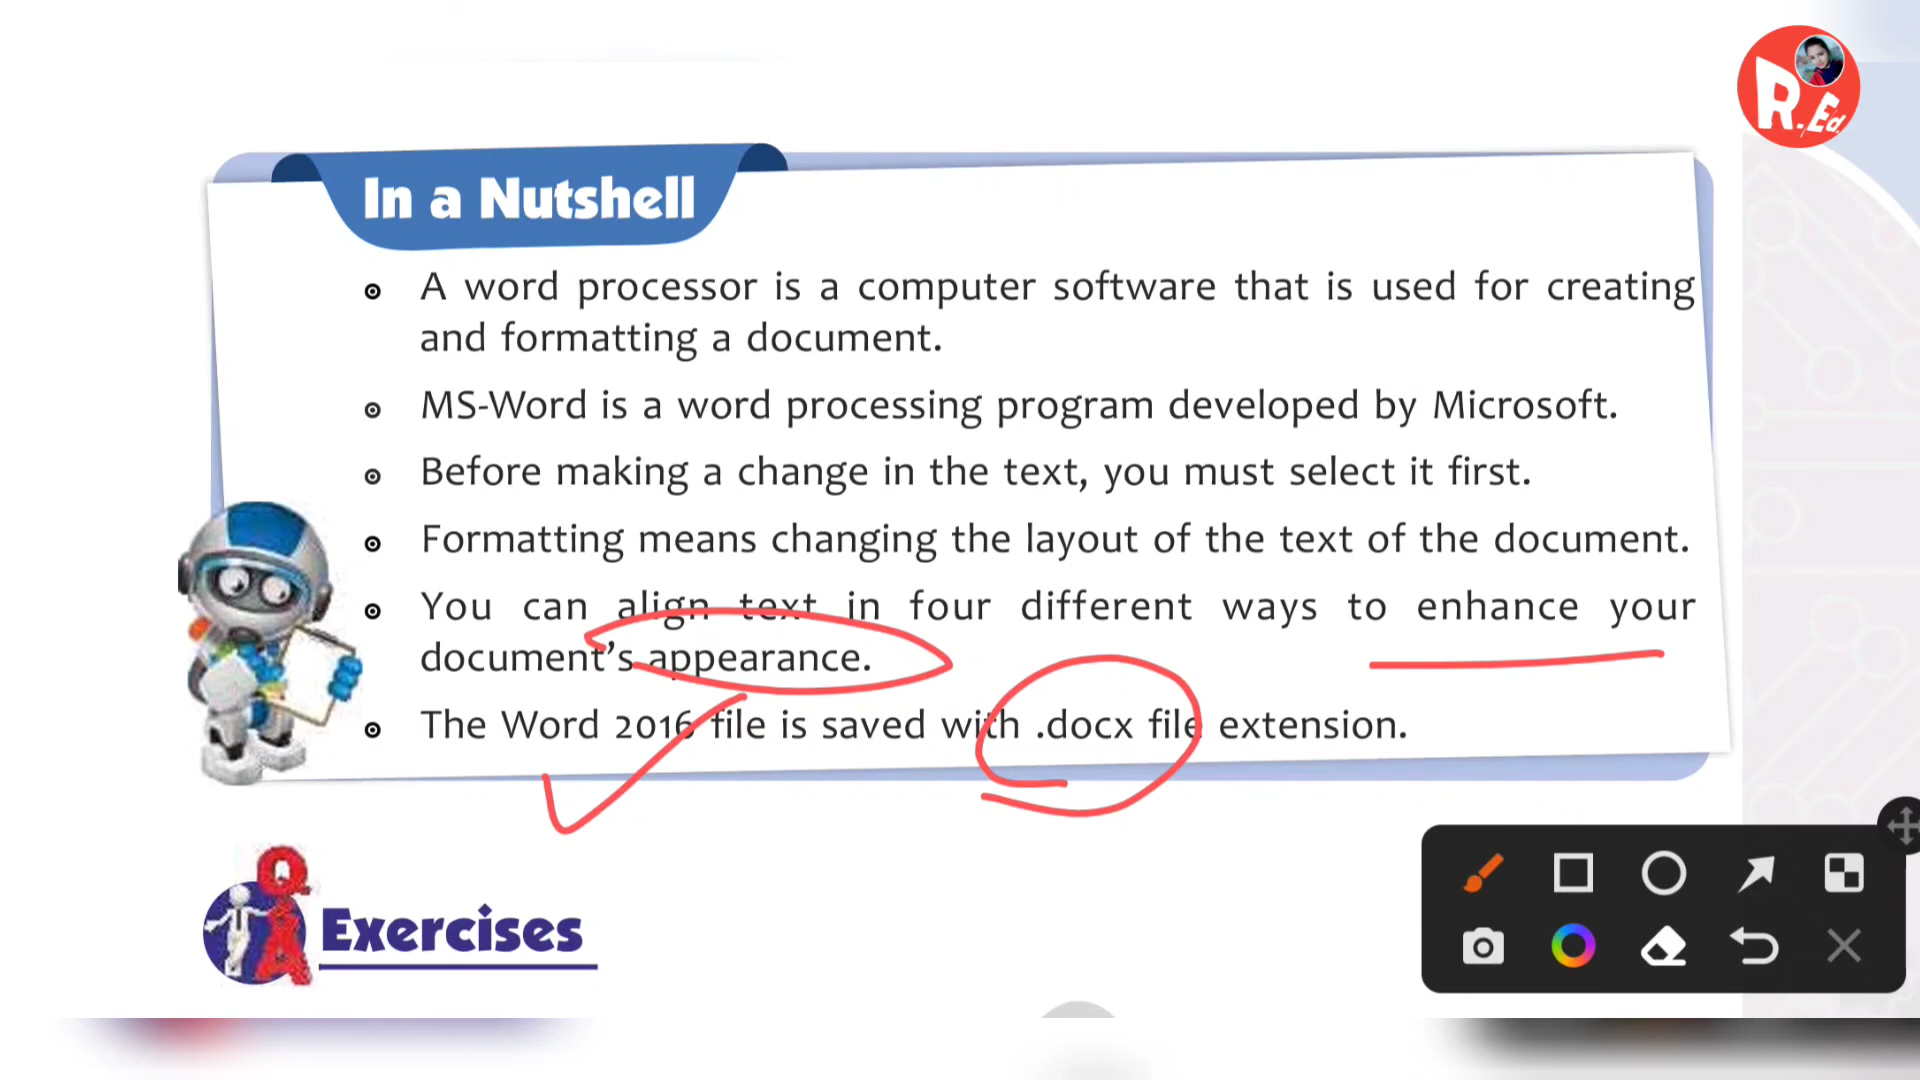 R.Ed.
In a Nutshell
A word processor is a computer software that is used for creating
and formatting a document.
MS-Word is a word processing program developed by Microsoft.
Before making a change in the text, you must select it first.
Formatting means changing the layout of the text of the document.
You can align text in four different ways to enhance your
document's appearance.
The Word 2016 file is saved with .docx file extension.
Q
A
Exercises